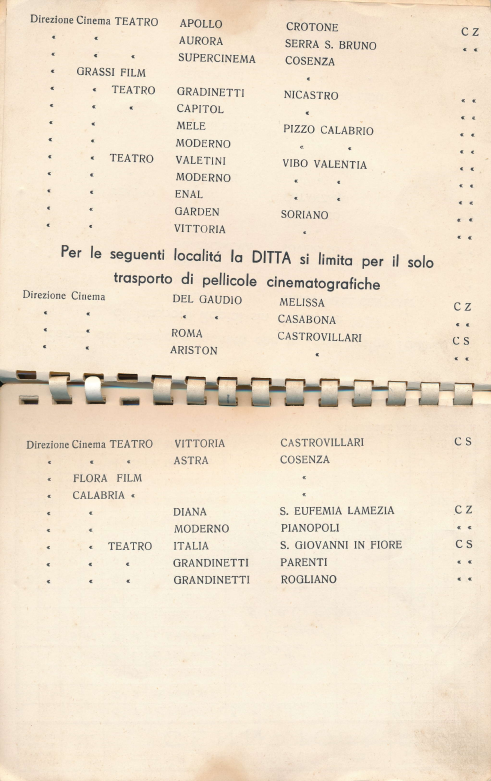 Direzione Cinema TEATRO APOLLO CROTONE C Z
« « AURORA SERRA S. BRUNO « «
« « « SUPERCINEMA COSENZA
« GRASSI FILM «
« « TEATRO GRADINETTI NICASTRO « «
« « « CAPITOL « « «
« « MELE PIZZO CALABRIO « «
« « MODERNO « « « «
« « TEATRO VALETINI VIBO VALENTIA « «
« « MODERNO « « « «
« « ENAL « « « «
« « GARDEN SORIANO « «
« « VITTORIA « « «
Per le seguenti localitá la DITTA si limita per il solo
trasporto di pellicole cinematografiche
Direzione Cinema DEL GAUDIO MELISSA C Z
« « « « CASABONA « «
« « ROMA CASTROVILLARI C S
« « ARISTON « « «
Direzione Cinema TEATRO VITTORIA CASTROVILLARI C S
« « « ASTRA COSENZA
« FLORA FILM «
« CALABRIA « «
« « DIANA S. EUFEMIA LAMEZIA C Z
« « MODERNO PIANOPOLI « «
« « TEATRO ITALIA S. GIOVANNI IN FIORE C S
« « « GRANDINETTI PARENTI « «
« « « GRANDINETTI ROGLIANO « «